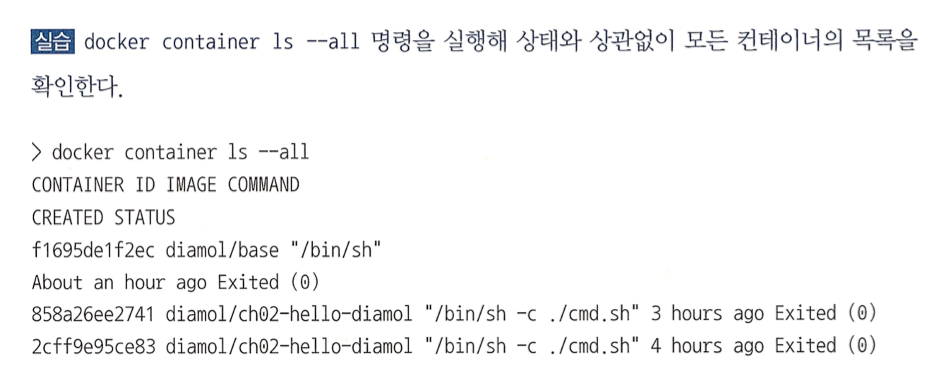 실습 docker container ls --all 명령을 실행해 상태와 상관없이 모든 컨테이너의 목록을
확인한다.
> docker container ls --all
CONTAINER ID IMAGE COMMAND
CREATED STATUS
f1695de1f2ec diamol/base "/bin/sh"
About an hour ago Exited (0)
858a26ee2741 diamol/ch02-hello-diamol "/bin/sh -c ./cmd.sh" 3 hours ago Exited (0)
2cff9e95ce83 diamol/ch02-hello-diamol "/bin/sh -c ./cmd.sh" 4 hours ago Exited (0)